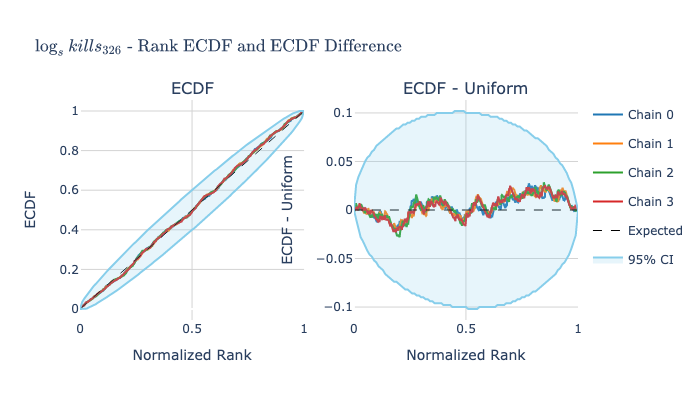 log_s kills_326 - Rank ECDF and ECDF Difference
ECDF
ECDF - Uniform
ECDF
1
0.8
0.6
0.4
0.2
0
0
0.5
1
Normalized Rank
ECDF - Uniform
0.1
0.05
0
−0.05
−0.1
0
0.5
1
Normalized Rank
Chain 0
Chain 1
Chain 2
Chain 3
Expected
95% CI